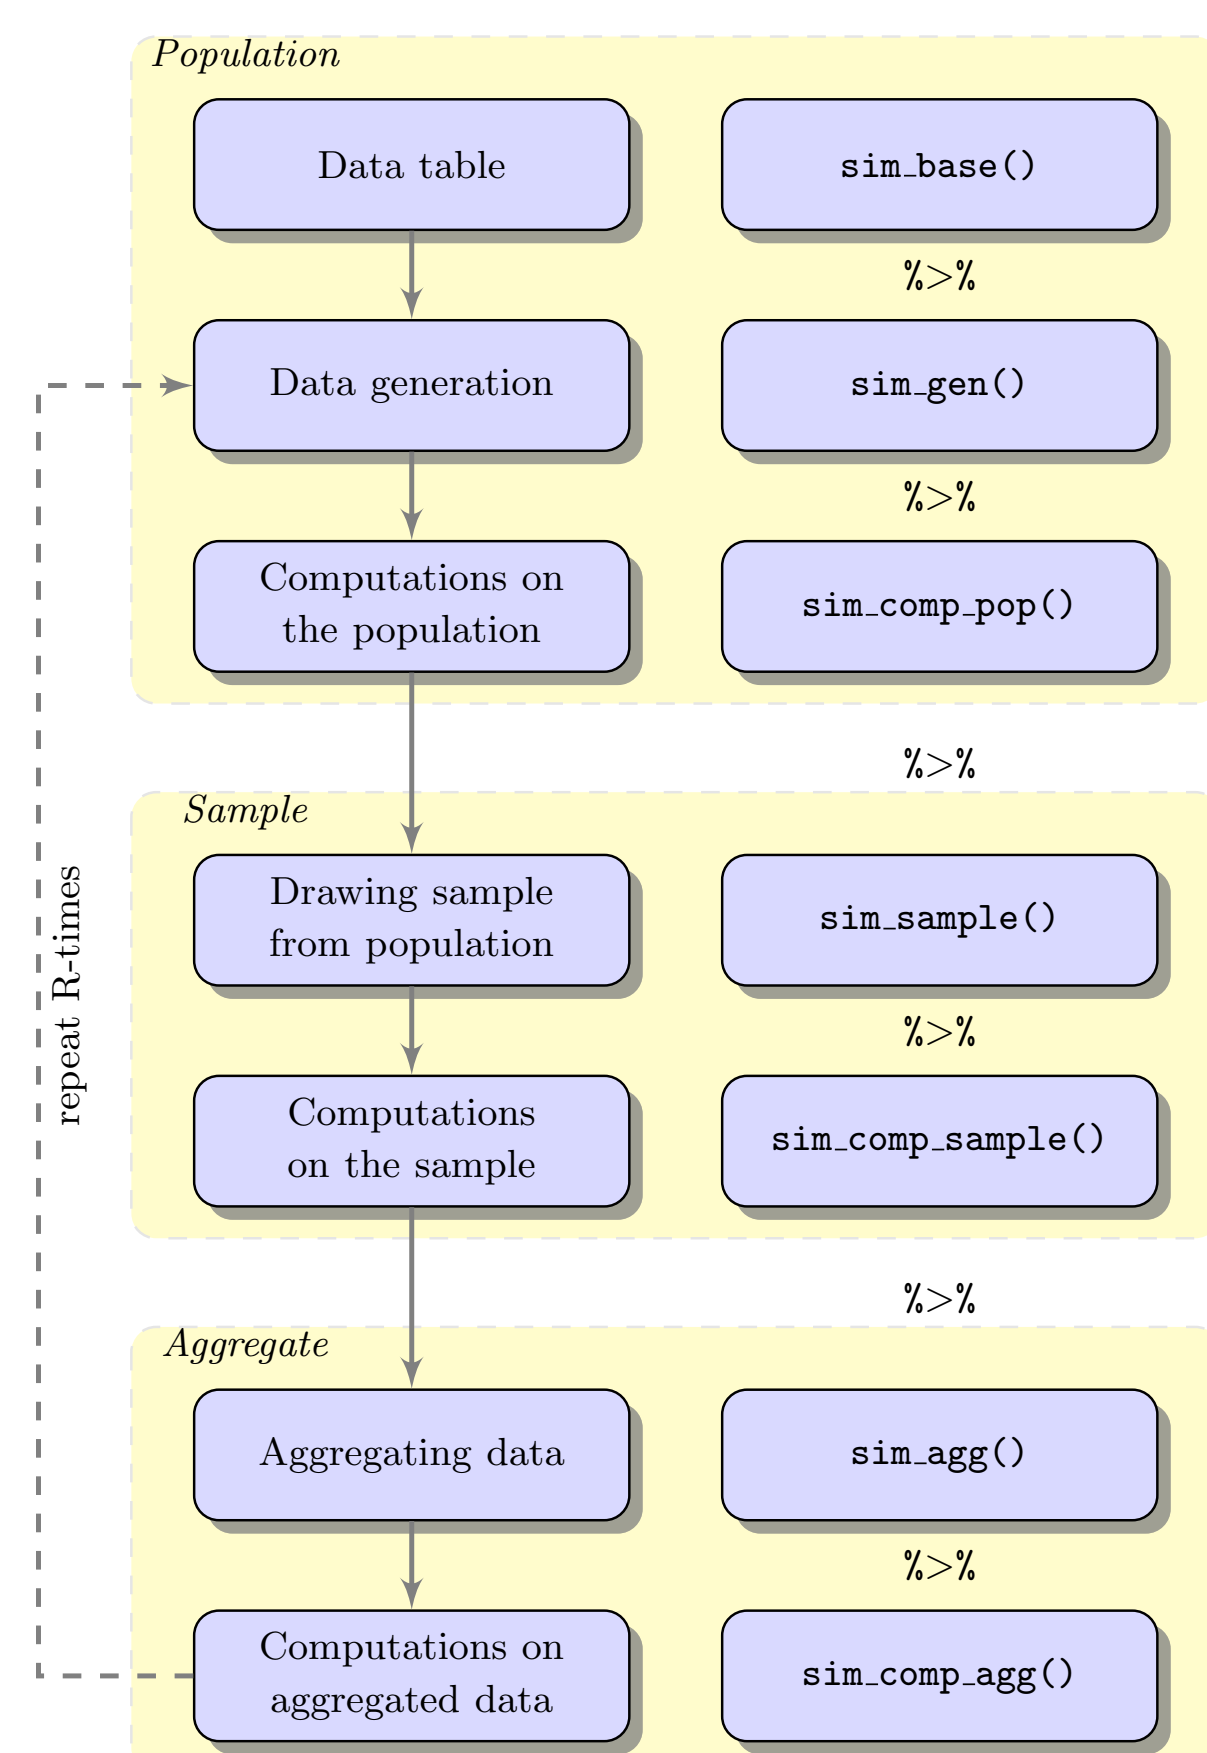 Population
Data table
sim_base()
%>%
Data generation
sim_gen()
%>%
Computations on
the population
sim_comp_pop()
%>%
Sample
Drawing sample
from population
sim_sample()
%>%
Computations
on the sample
sim_comp_sample()
%>%
Aggregate
Aggregating data
sim_agg()
%>%
Computations on
aggregated data
sim_comp_agg()
repeat R-times